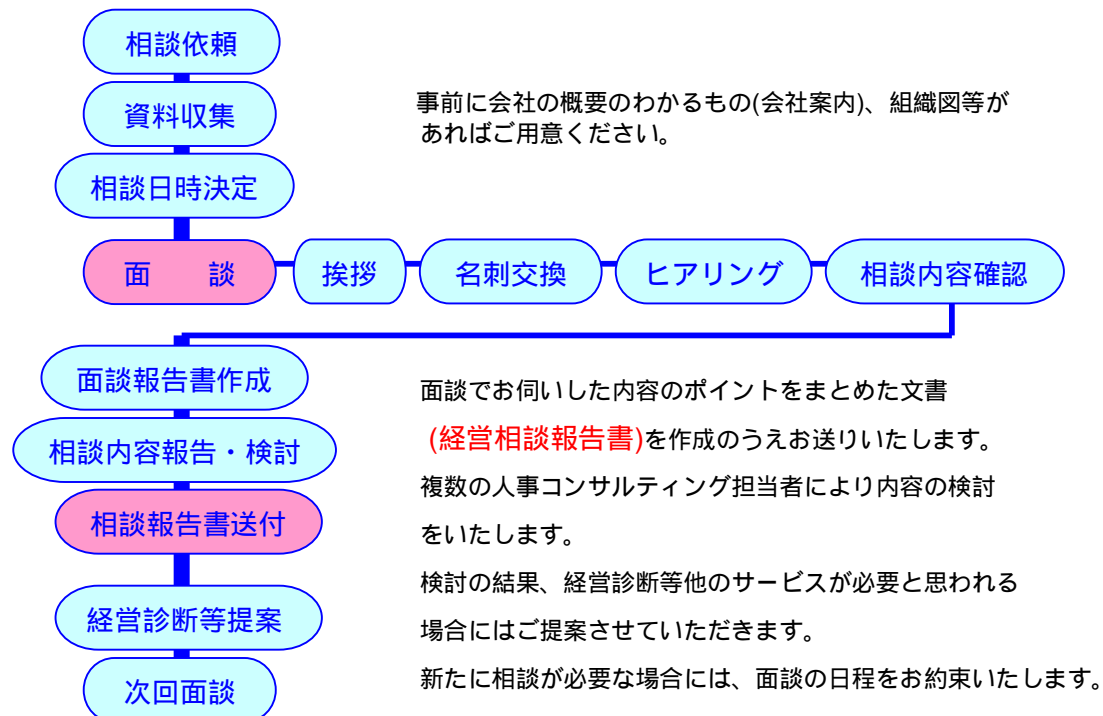 相談依頼
資料収集
事前に会社の概要のわかるもの(会社案内)、組織図等が
あればご用意ください。
相談日時決定
面　　談
挨拶
名刺交換
ヒアリング
相談内容確認
面談報告書作成
面談でお伺いした内容のポイントをまとめた文書
(経営相談報告書)を作成のうえお送りいたします。
相談内容報告・検討
複数の人事コンサルティング担当者により内容の検討
をいたします。
相談報告書送付
検討の結果、経営診断等他のサービスが必要と思われる
場合にはご提案させていただきます。
経営診断等提案
新たに相談が必要な場合には、面談の日程をお約束いたします。
次回面談